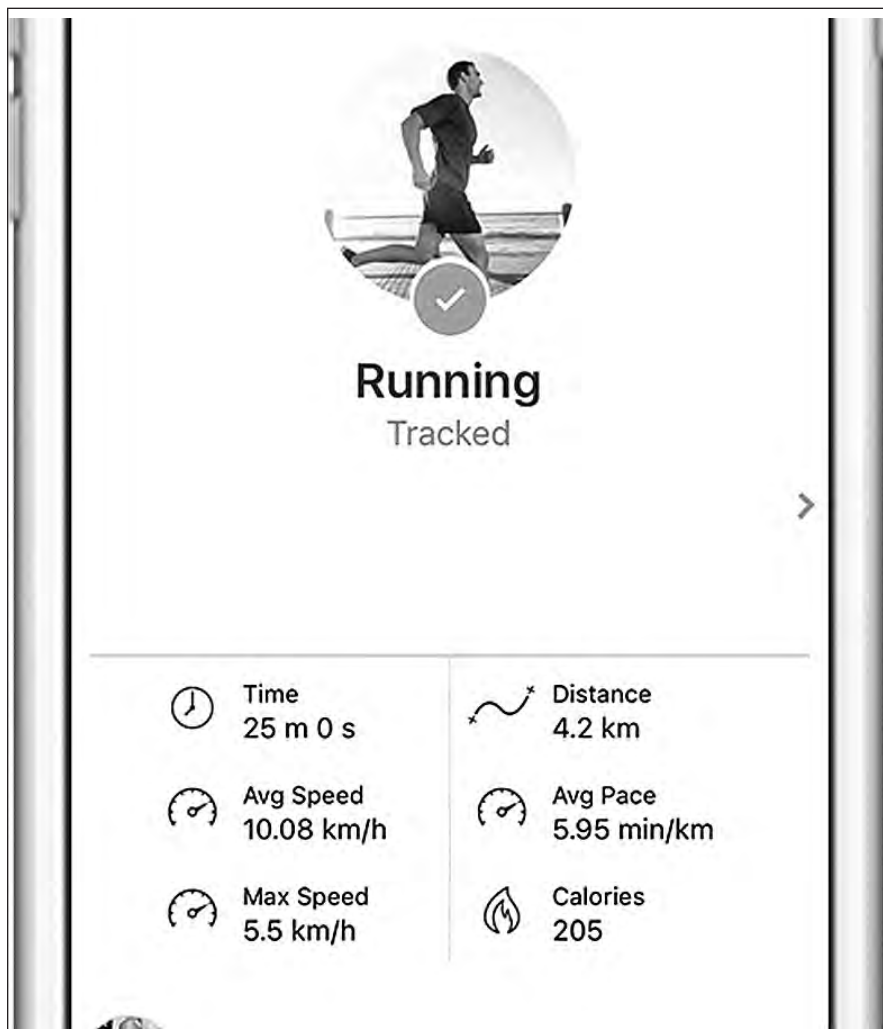 Running
Tracked
Time
25 m 0 s
Distance
4.2 km
Avg Speed
10.08 km/h
Avg Pace
5.95 min/km
Max Speed
5.5 km/h
Calories
205